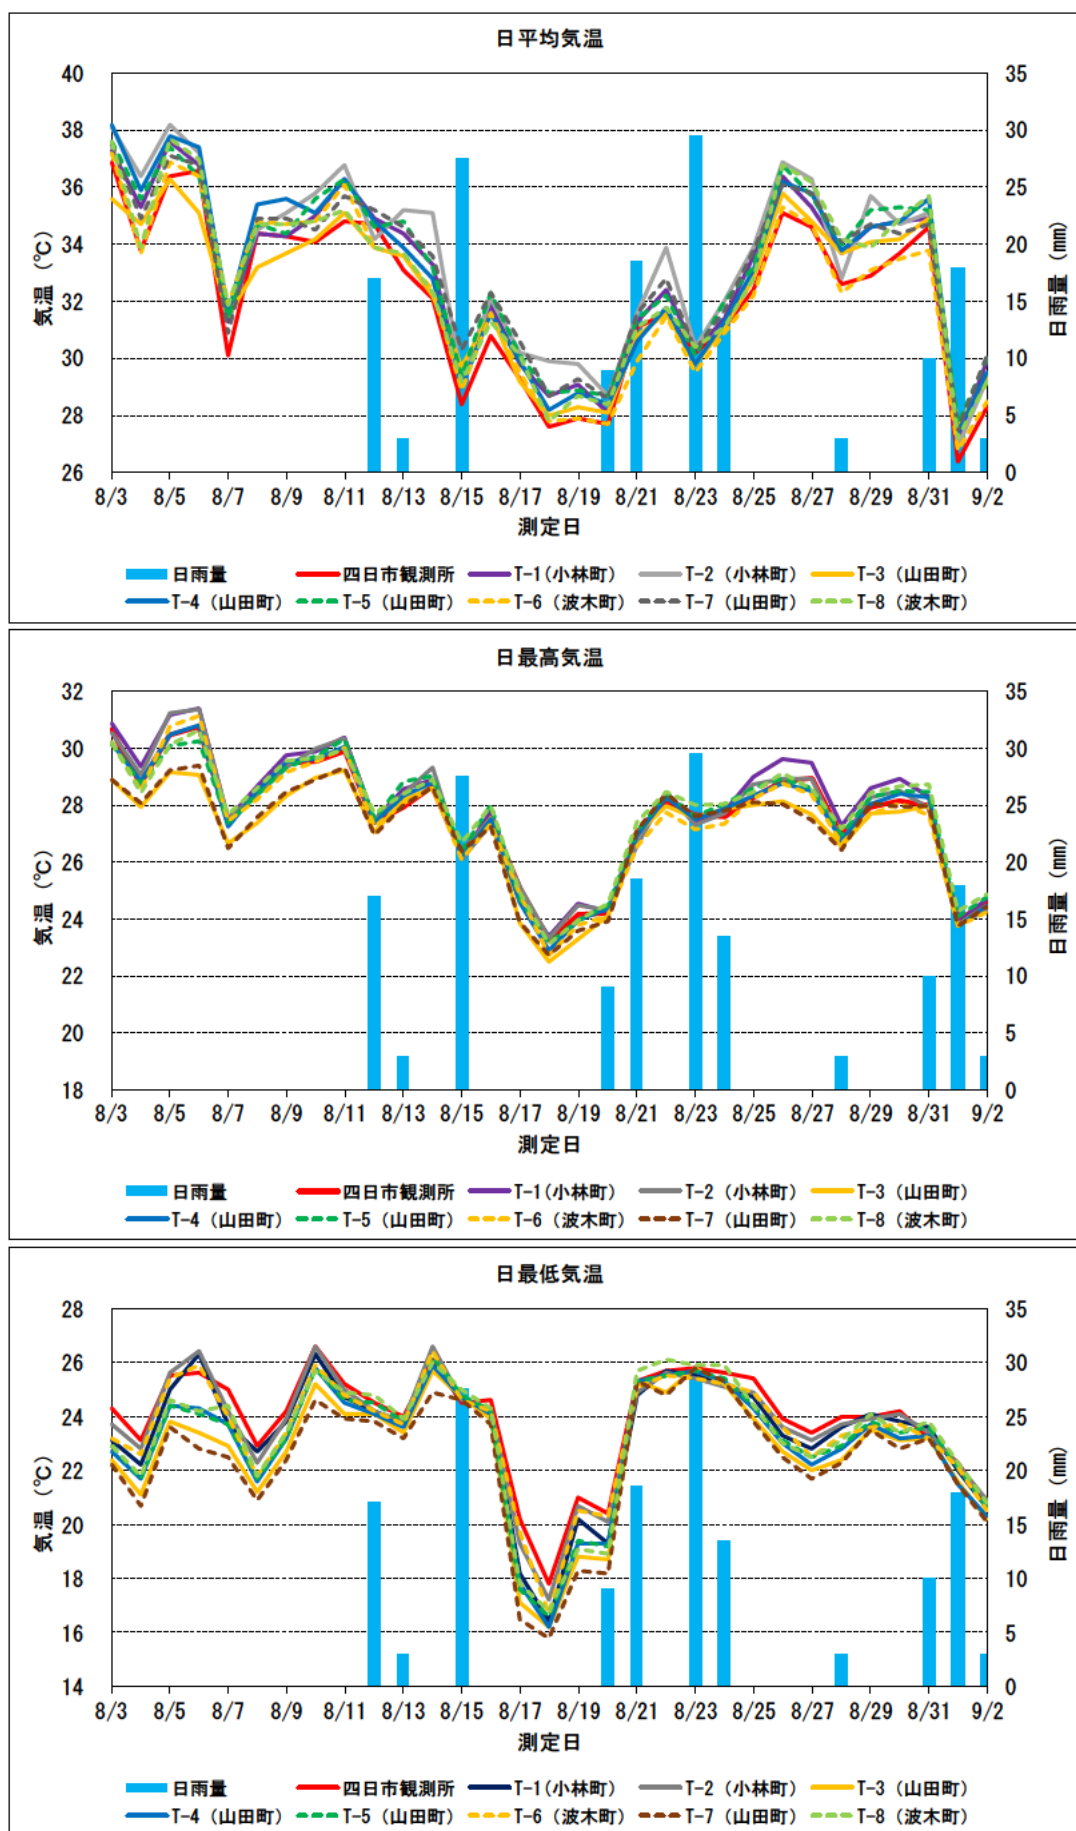 日平均気温
40 38 36 34 32 30 28 26
気温 (℃)
35 30 25 20 15 10 5 0
日雨量 (mm)
8/3 8/5 8/7 8/9 8/11 8/13 8/15 8/17 8/19 8/21 8/23 8/25 8/27 8/29 8/31 9/2
測定日
日雨量 四日市観測所 T-1(小林町) T-2 (小林町) T-3 (山田町)
T-4 (山田町) T-5 (山田町) T-6 (波木町) T-7 (山田町) T-8 (波木町)
日最高気温
32 30 28 26 24 22 20 18
気温 (℃)
35 30 25 20 15 10 5 0
日雨量 (mm)
8/3 8/5 8/7 8/9 8/11 8/13 8/15 8/17 8/19 8/21 8/23 8/25 8/27 8/29 8/31 9/2
測定日
日雨量 四日市観測所 T-1(小林町) T-2 (小林町) T-3 (山田町)
T-4 (山田町) T-5 (山田町) T-6 (波木町) T-7 (山田町) T-8 (波木町)
日最低気温
28 26 24 22 20 18 16 14
気温 (℃)
35 30 25 20 15 10 5 0
日雨量 (mm)
8/3 8/5 8/7 8/9 8/11 8/13 8/15 8/17 8/19 8/21 8/23 8/25 8/27 8/29 8/31 9/2
測定日
日雨量 四日市観測所 T-1(小林町) T-2 (小林町) T-3 (山田町)
T-4 (山田町) T-5 (山田町) T-6 (波木町) T-7 (山田町) T-8 (波木町)